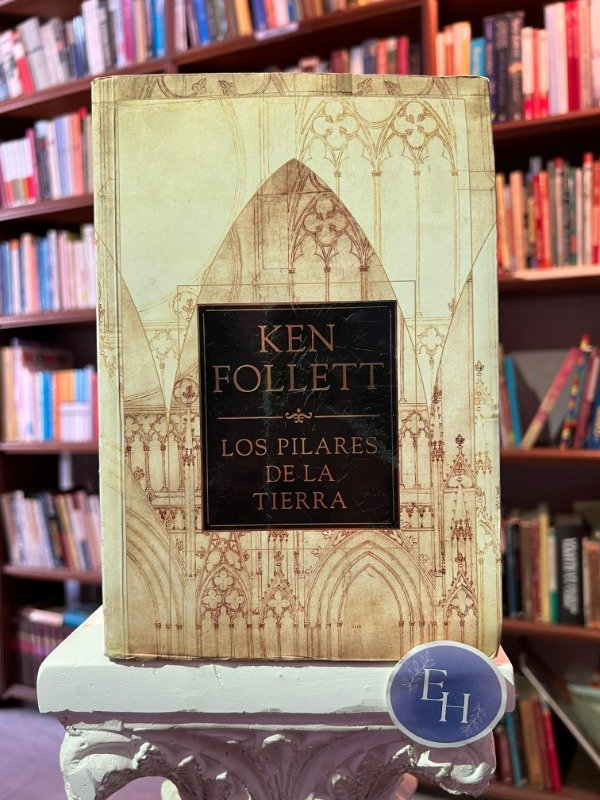 KEN
FOLLETT
LOS PILARES
DE LA
TIERRA
EH